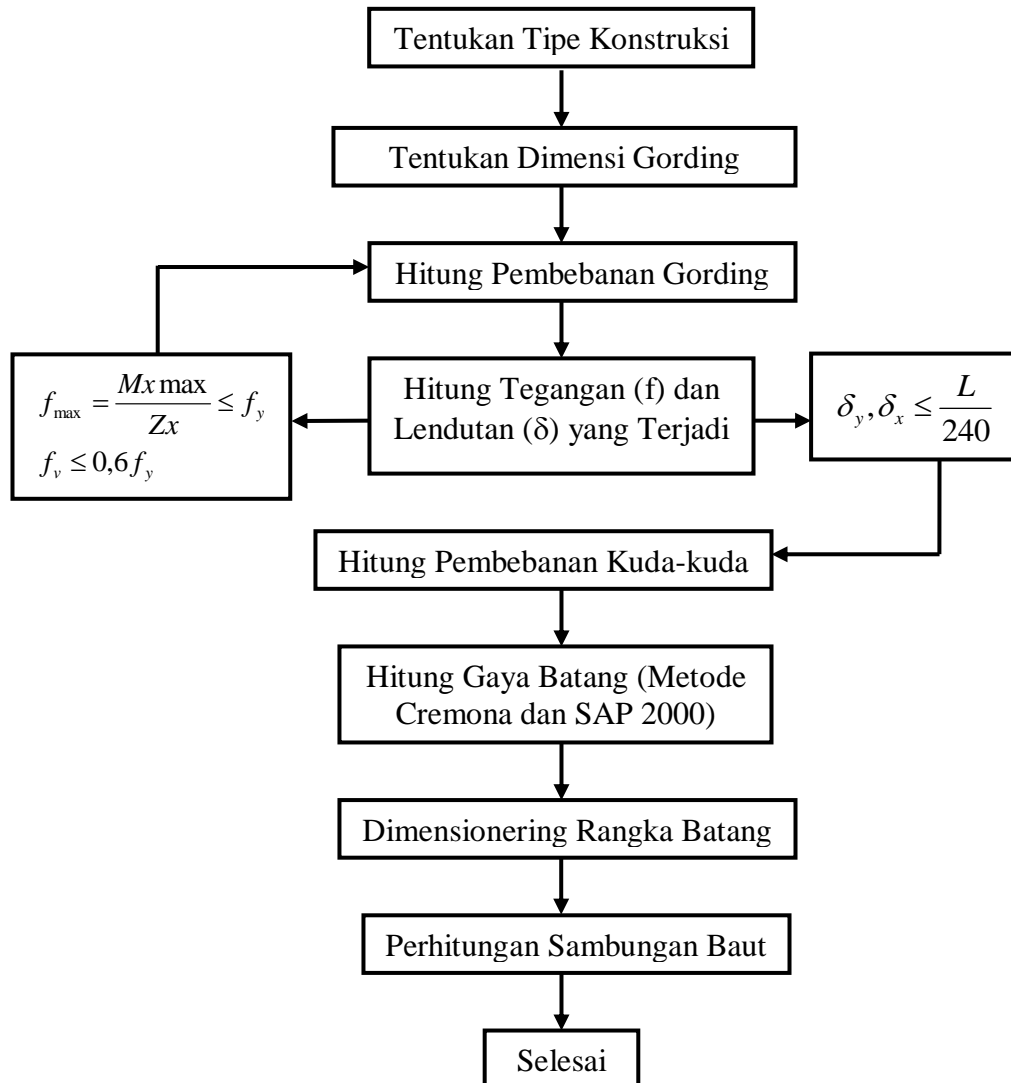 Tentukan Tipe Konstruksi
Tentukan Dimensi Gording
Hitung Pembebanan Gording
f_max = Mx max / Zx ≤ f_y
f_v ≤ 0,6 f_y
Hitung Tegangan (f) dan
Lendutan (δ) yang Terjadi
δ_y, δ_x ≤ L / 240
Hitung Pembebanan Kuda-kuda
Hitung Gaya Batang (Metode
Cremona dan SAP 2000)
Dimensionering Rangka Batang
Perhitungan Sambungan Baut
Selesai